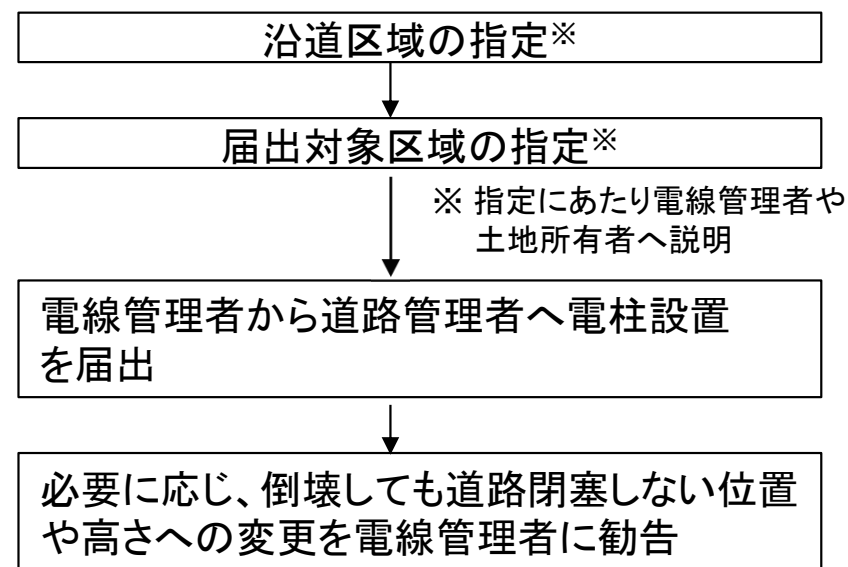 沿道区域の指定※
届出対象区域の指定※
※ 指定にあたり電線管理者や
土地所有者へ説明
電線管理者から道路管理者へ電柱設置
を届出
必要に応じ、倒壊しても道路閉塞しない位置
や高さへの変更を電線管理者に勧告